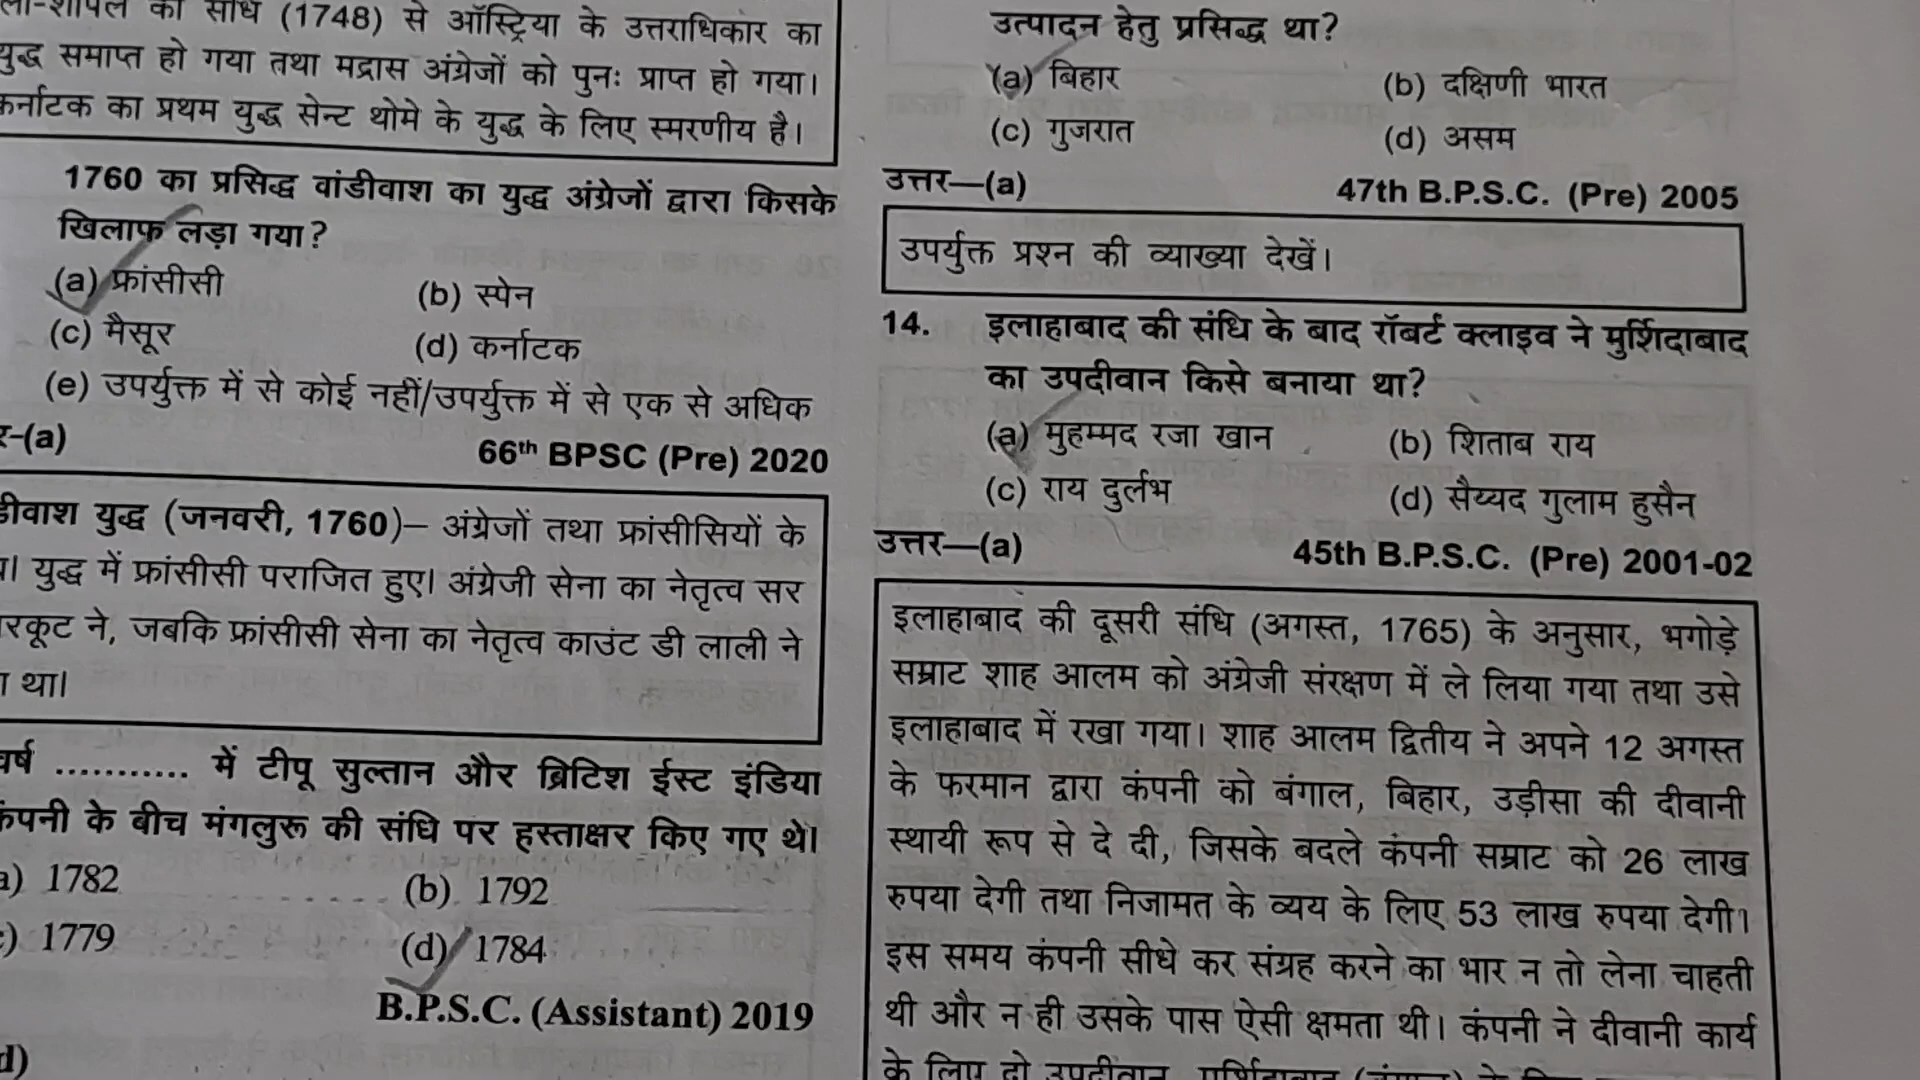 की संधि (1748) से ऑस्ट्रिया के उत्तराधिकार का
युद्ध समाप्त हो गया तथा मद्रास अंग्रेजों को पुनः प्राप्त हो गया।
कर्नाटक का प्रथम युद्ध सेन्ट थोमे के युद्ध के लिए स्मरणीय है।
1760 का प्रसिद्ध वांडीवाश का युद्ध अंग्रेजों द्वारा किसके
खिलाफ लड़ा गया?
(a) फ्रांसीसी (b) स्पेन
(c) मैसूर (d) कर्नाटक
(e) उपर्युक्त में से कोई नहीं/उपर्युक्त में से एक से अधिक
(a) 66th BPSC (Pre) 2020
युद्ध (जनवरी, 1760)– अंग्रेजों तथा फ्रांसीसियों के
युद्ध में फ्रांसीसी पराजित हुए। अंग्रेजी सेना का नेतृत्व सर
ने, जबकि फ्रांसीसी सेना का नेतृत्व काउंट डी लाली ने
था।
वर्ष ........... में टीपू सुल्तान और ब्रिटिश ईस्ट इंडिया
कंपनी के बीच मंगलुरू की संधि पर हस्ताक्षर किए गए थे।
a) 1782 (b) 1792
c) 1779 (d) 1784
B.P.S.C. (Assistant) 2019
d)
उत्पादन हेतु प्रसिद्ध था?
(a) बिहार (b) दक्षिणी भारत
(c) गुजरात (d) असम
उत्तर—(a) 47th B.P.S.C. (Pre) 2005
उपर्युक्त प्रश्न की व्याख्या देखें।
14. इलाहाबाद की संधि के बाद रॉबर्ट क्लाइव ने मुर्शिदाबाद
का उपदीवान किसे बनाया था?
(a) मुहम्मद रजा खान (b) शिताब राय
(c) राय दुर्लभ (d) सैय्यद गुलाम हुसैन
उत्तर—(a) 45th B.P.S.C. (Pre) 2001-02
इलाहाबाद की दूसरी संधि (अगस्त, 1765) के अनुसार, भगोड़े
सम्राट शाह आलम को अंग्रेजी संरक्षण में ले लिया गया तथा उसे
इलाहाबाद में रखा गया। शाह आलम द्वितीय ने अपने 12 अगस्त
के फरमान द्वारा कंपनी को बंगाल, बिहार, उड़ीसा की दीवानी
स्थायी रूप से दे दी, जिसके बदले कंपनी सम्राट को 26 लाख
रुपया देगी तथा निजामत के व्यय के लिए 53 लाख रुपया देगी।
इस समय कंपनी सीधे कर संग्रह करने का भार न तो लेना चाहती
थी और न ही उसके पास ऐसी क्षमता थी। कंपनी ने दीवानी कार्य
के लिए दो उपदीवान